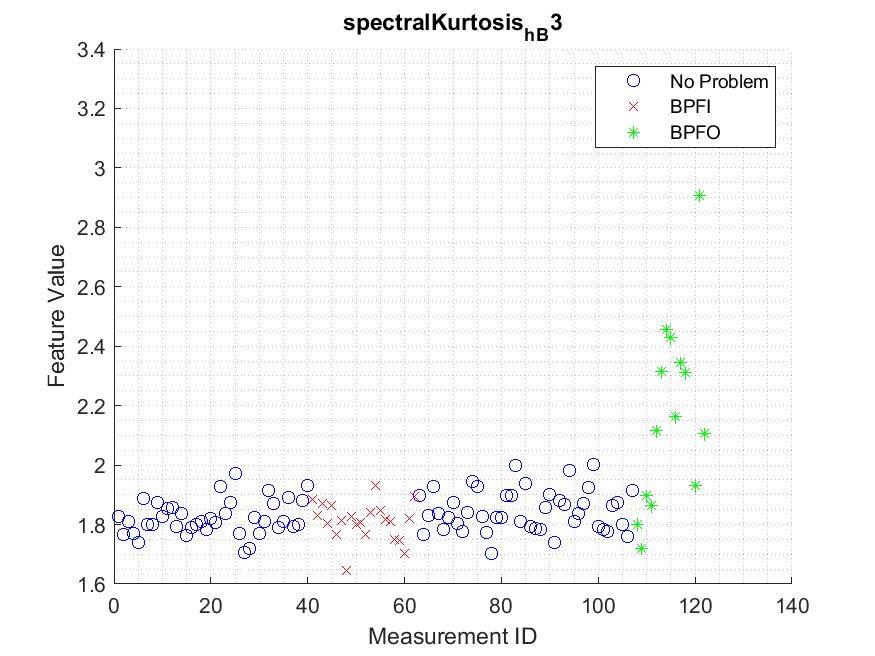 spectralKurtosis_hB3
3.4
3.2
3
2.8
2.6
2.4
2.2
2
1.8
1.6
Feature Value
No Problem
BPFI
BPFO
0 20 40 60 80 100 120 140
Measurement ID